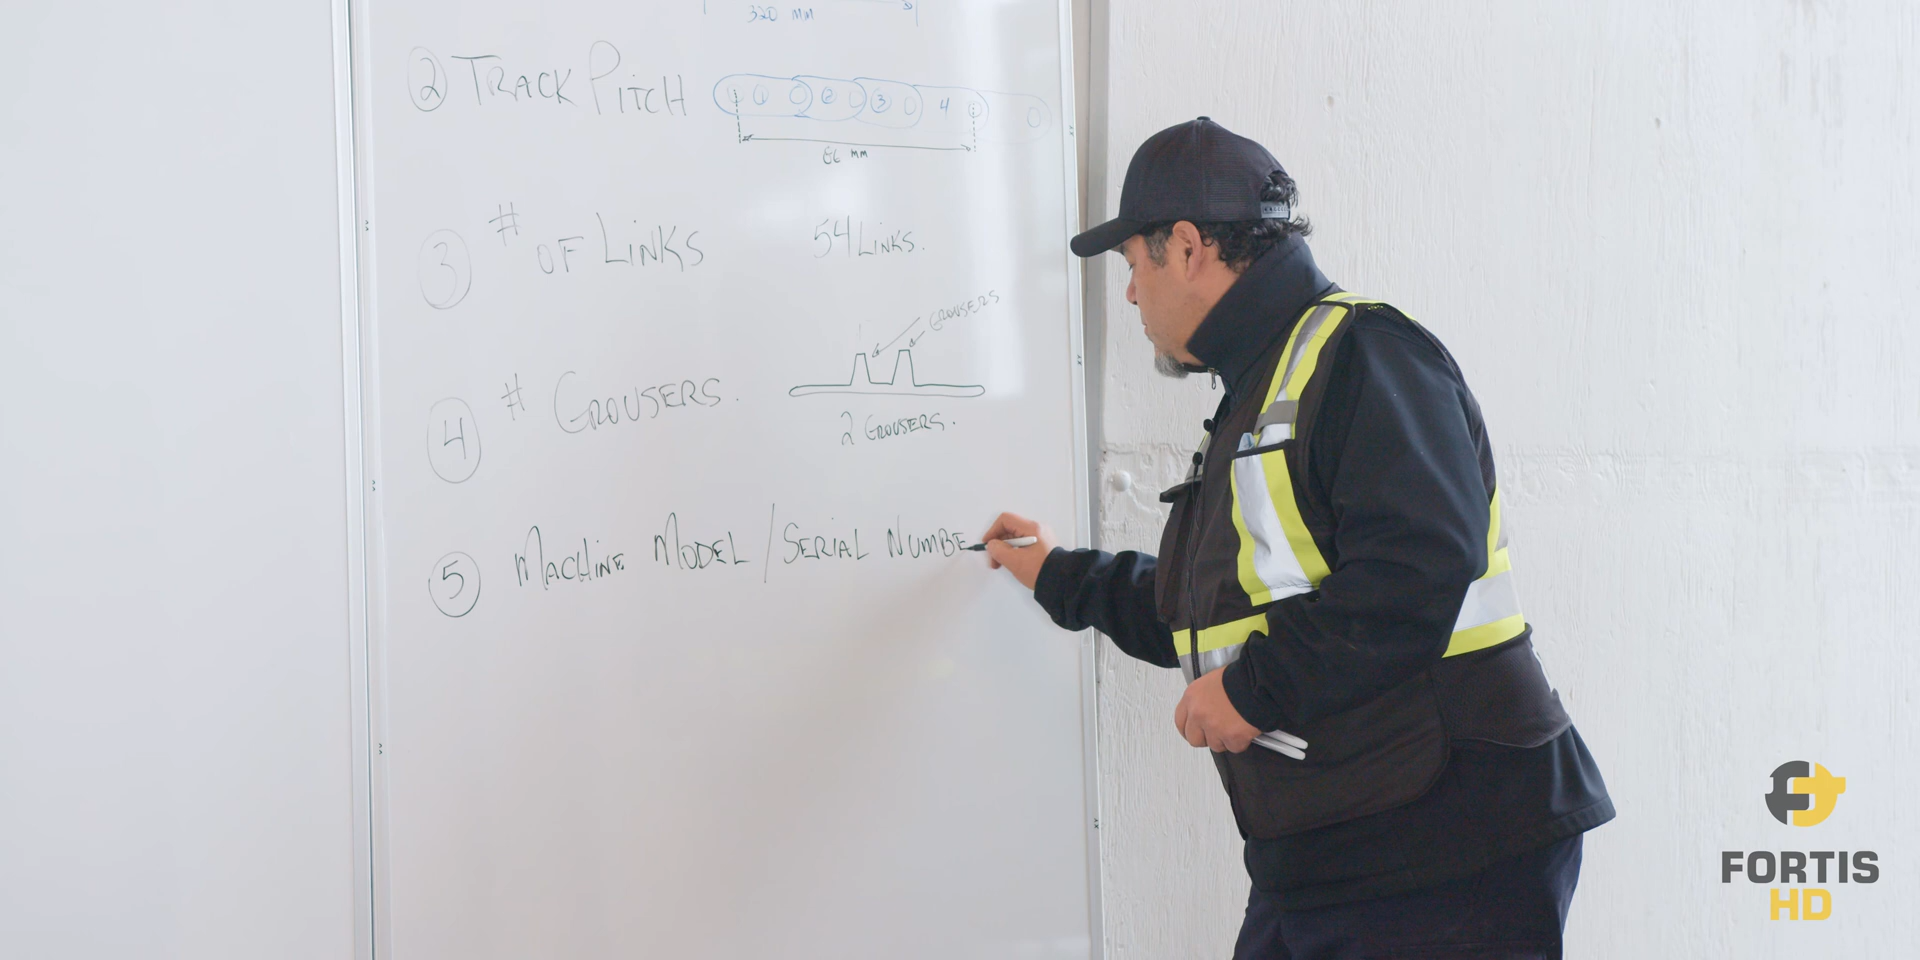 320 mm
② TRACK PITCH
1 2 3 4
86 mm
③ # OF LINKS 54 LINKS.
GROUSERS
④ # GROUSERS.
2 GROUSERS.
⑤ MACHINE MODEL / SERIAL NUMBE
FORTIS
HD